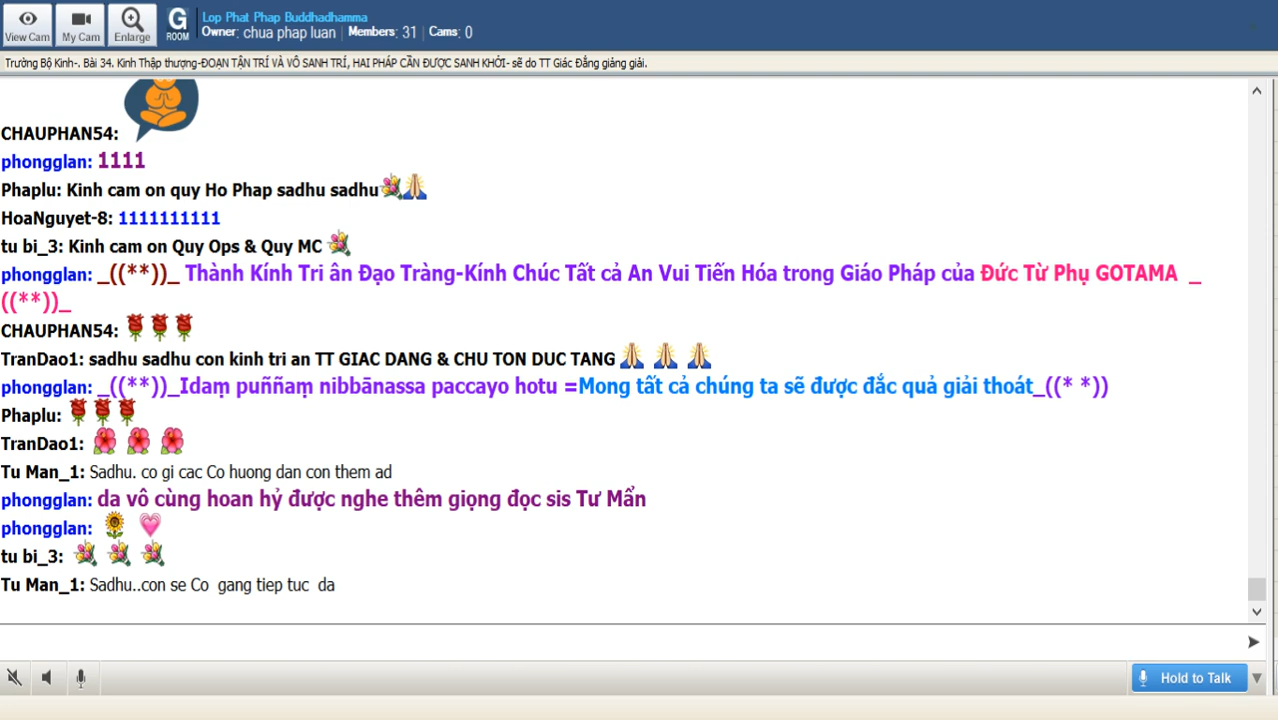 View Cam
My Cam
Enlarge
G
ROOM
Lop Phat Phap Buddhadhamma
Owner: chua phap luan | Members: 31 | Cams: 0
Trường Bộ Kinh-. Bài 34. Kinh Thập thượng-ĐOẠN TẬN TRÍ VÀ VÔ SANH TRÍ, HAI PHÁP CẦN ĐƯỢC SANH KHỞI- sẽ do TT Giác Đẳng giảng giải.
CHAUPHAN54:
phongglan: 1111
Phaplu: Kinh cam on quy Ho Phap sadhu sadhu
HoaNguyet-8: 1111111111
tu bi_3: Kinh cam on Quy Ops & Quy MC
phongglan: _((**))_ Thành Kính Tri ân Đạo Tràng-Kính Chúc Tất cả An Vui Tiến Hóa trong Giáo Pháp của Đức Từ Phụ GOTAMA _
((**))_
CHAUPHAN54:
TranDao1: sadhu sadhu con kinh tri an TT GIAC DANG & CHU TON DUC TANG
phongglan: _((**))_Idaṃ puññaṃ nibbānassa paccayo hotu =Mong tất cả chúng ta sẽ được đắc quả giải thoát_((* *))
Phaplu:
TranDao1:
Tu Man_1: Sadhu. co gi cac Co huong dan con them ad
phongglan: da vô cùng hoan hỷ được nghe thêm giọng đọc sis Tư Mẩn
phongglan:
tu bi_3:
Tu Man_1: Sadhu..con se Co gang tiep tuc da
Hold to Talk